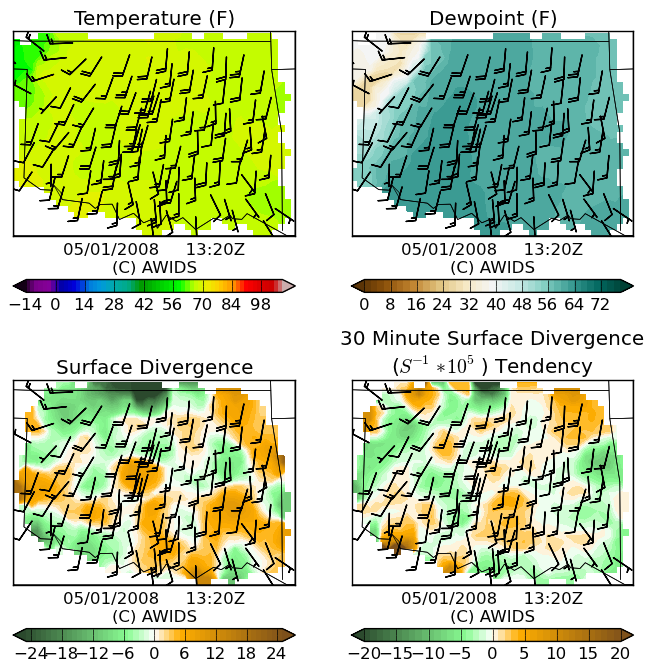 Temperature (F)
Dewpoint (F)
05/01/2008 13:20Z
(C) AWIDS
05/01/2008 13:20Z
(C) AWIDS
−14 0 14 28 42 56 70 84 98
0 8 16 24 32 40 48 56 64 72
Surface Divergence
30 Minute Surface Divergence
(S⁻¹ *10⁵ ) Tendency
05/01/2008 13:20Z
(C) AWIDS
05/01/2008 13:20Z
(C) AWIDS
−24−18−12 −6 0 6 12 18 24
−20−15−10 −5 0 5 10 15 20